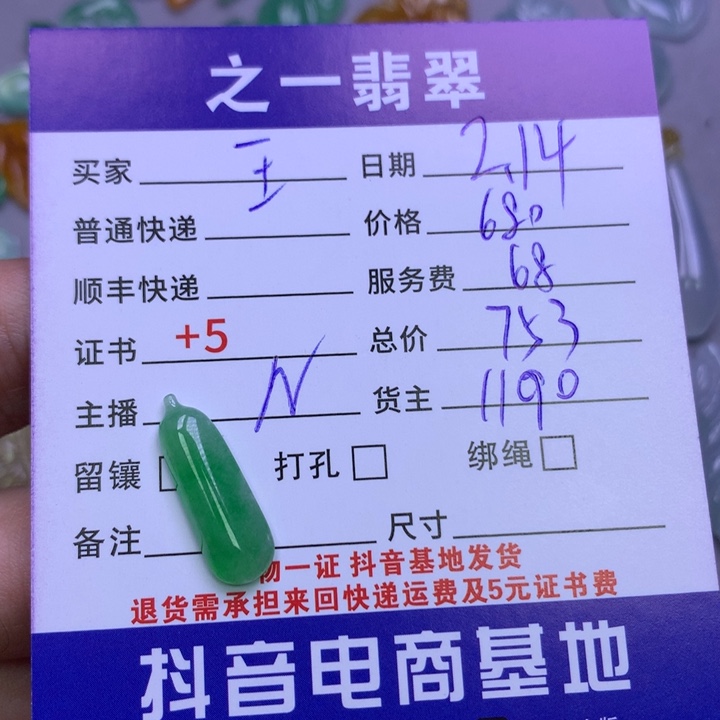 之一翡翠
买家 王 日期 2.14
普通快递 价格 680
顺丰快递 服务费 68
证书 +5 总价 753
主播 N 货主 1190
留镶 打孔 绑绳
备注 尺寸
物一证 抖音基地发货
退货需承担来回快递运费及5元证书费
抖音电商基地